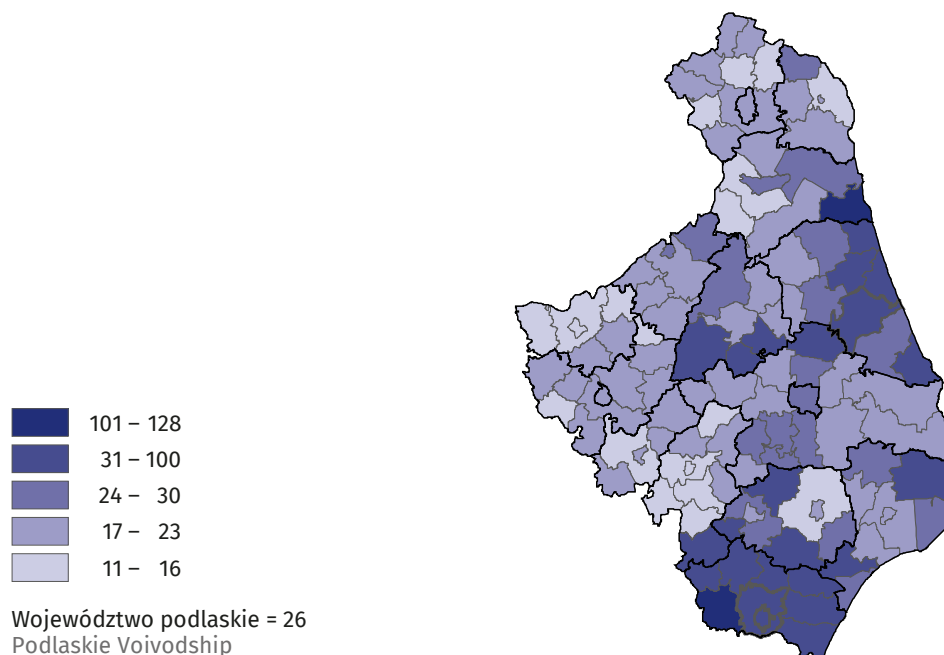 101 – 128
31 – 100
24 – 30
17 – 23
11 – 16
Województwo podlaskie = 26
Podlaskie Voivodship